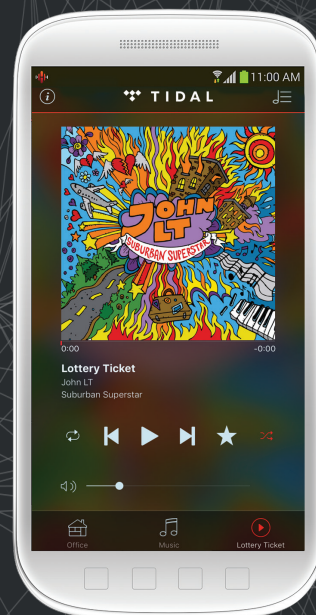 11:00 AM
TIDAL
JOHN
LT
SUBURBAN SUPERSTAR
0:00
-0:00
Lottery Ticket
John LT
Suburban Superstar
Office
Music
Lottery Ticket